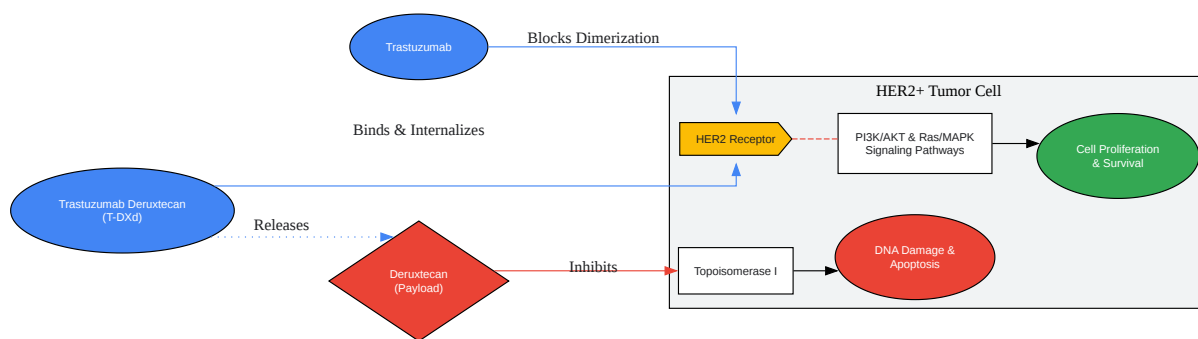 Trastuzumab
Blocks Dimerization
HER2+ Tumor Cell
Binds & Internalizes
HER2 Receptor
PI3K/AKT & Ras/MAPK
Signaling Pathways
Cell Proliferation
& Survival
Trastuzumab Deruxtecan
(T-DXd)
Releases
Deruxtecan
(Payload)
Inhibits
Topoisomerase I
DNA Damage &
Apoptosis